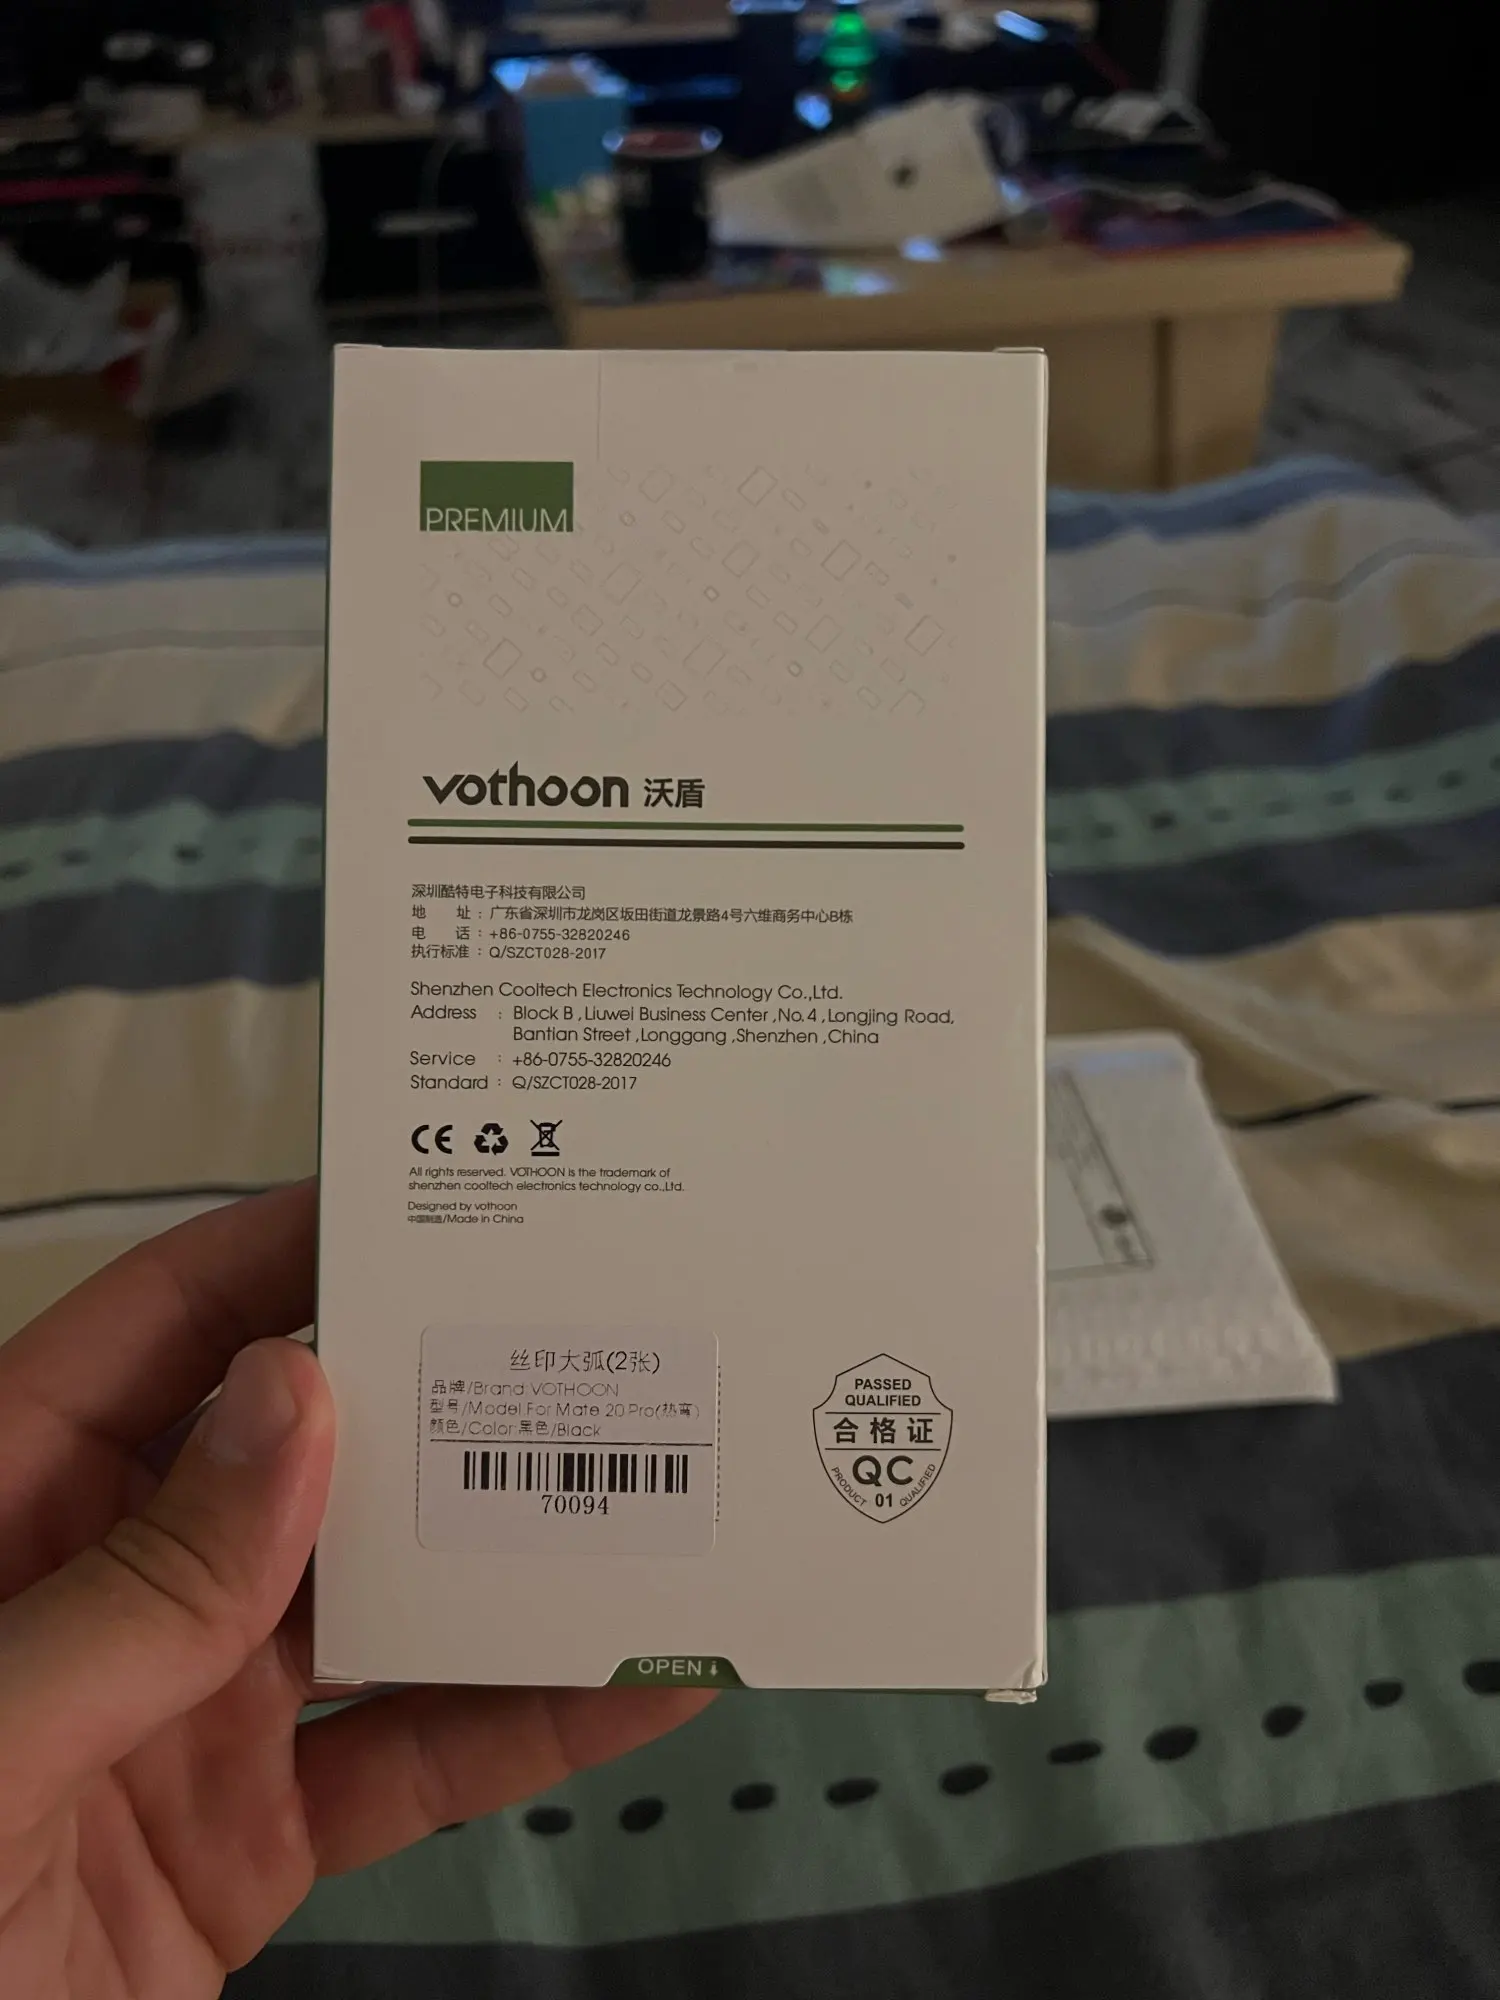 PREMIUM
vothoon 沃盾
深圳酷特电子科技有限公司
地 址：广东省深圳市龙岗区坂田街道龙景路4号六维商务中心B栋
电 话：+86-0755-32820246
执行标准：Q/SZCT028-2017
Shenzhen Cooltech Electronics Technology Co.,Ltd.
Address : Block B ,Liuwei Business Center ,No.4 ,Longjing Road,
Bantian Street ,Longgang ,Shenzhen ,China
Service : +86-0755-32820246
Standard : Q/SZCT028-2017
CE
All rights reserved. VOTHOON is the trademark of
shenzhen cooltech electronics technology co.,Ltd.
Designed by vothoon
中国制造/Made in China
丝印大弧(2张)
品牌/Brand:VOTHOON
型号/Model:For Mate 20 Pro(热弯)
颜色/Color:黑色/Black
70094
PASSED
QUALIFIED
合格证
QC
PRODUCT 01 QUALIFIED
OPEN